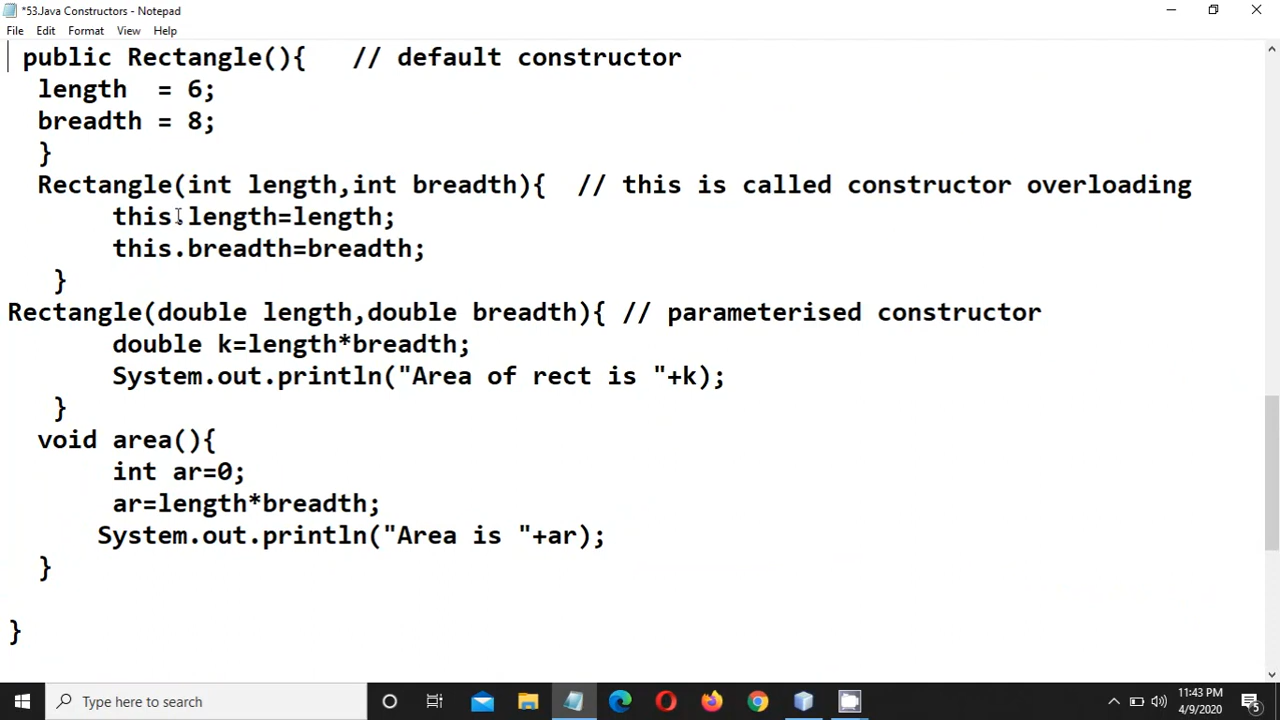 *53.Java Constructors - Notepad
File Edit Format View Help
public Rectangle(){   // default constructor
length  = 6;
breadth = 8;
}
Rectangle(int length,int breadth){  // this is called constructor overloading
this.length=length;
this.breadth=breadth;
}
Rectangle(double length,double breadth){ // parameterised constructor
double k=length*breadth;
System.out.println("Area of rect is "+k);
}
void area(){
int ar=0;
ar=length*breadth;
System.out.println("Area is "+ar);
}
}
Type here to search
11:43 PM
4/9/2020
5